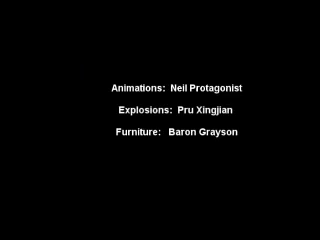 Animations: Neil Protagonist
Explosions: Pru Xingjian
Furniture: Baron Grayson